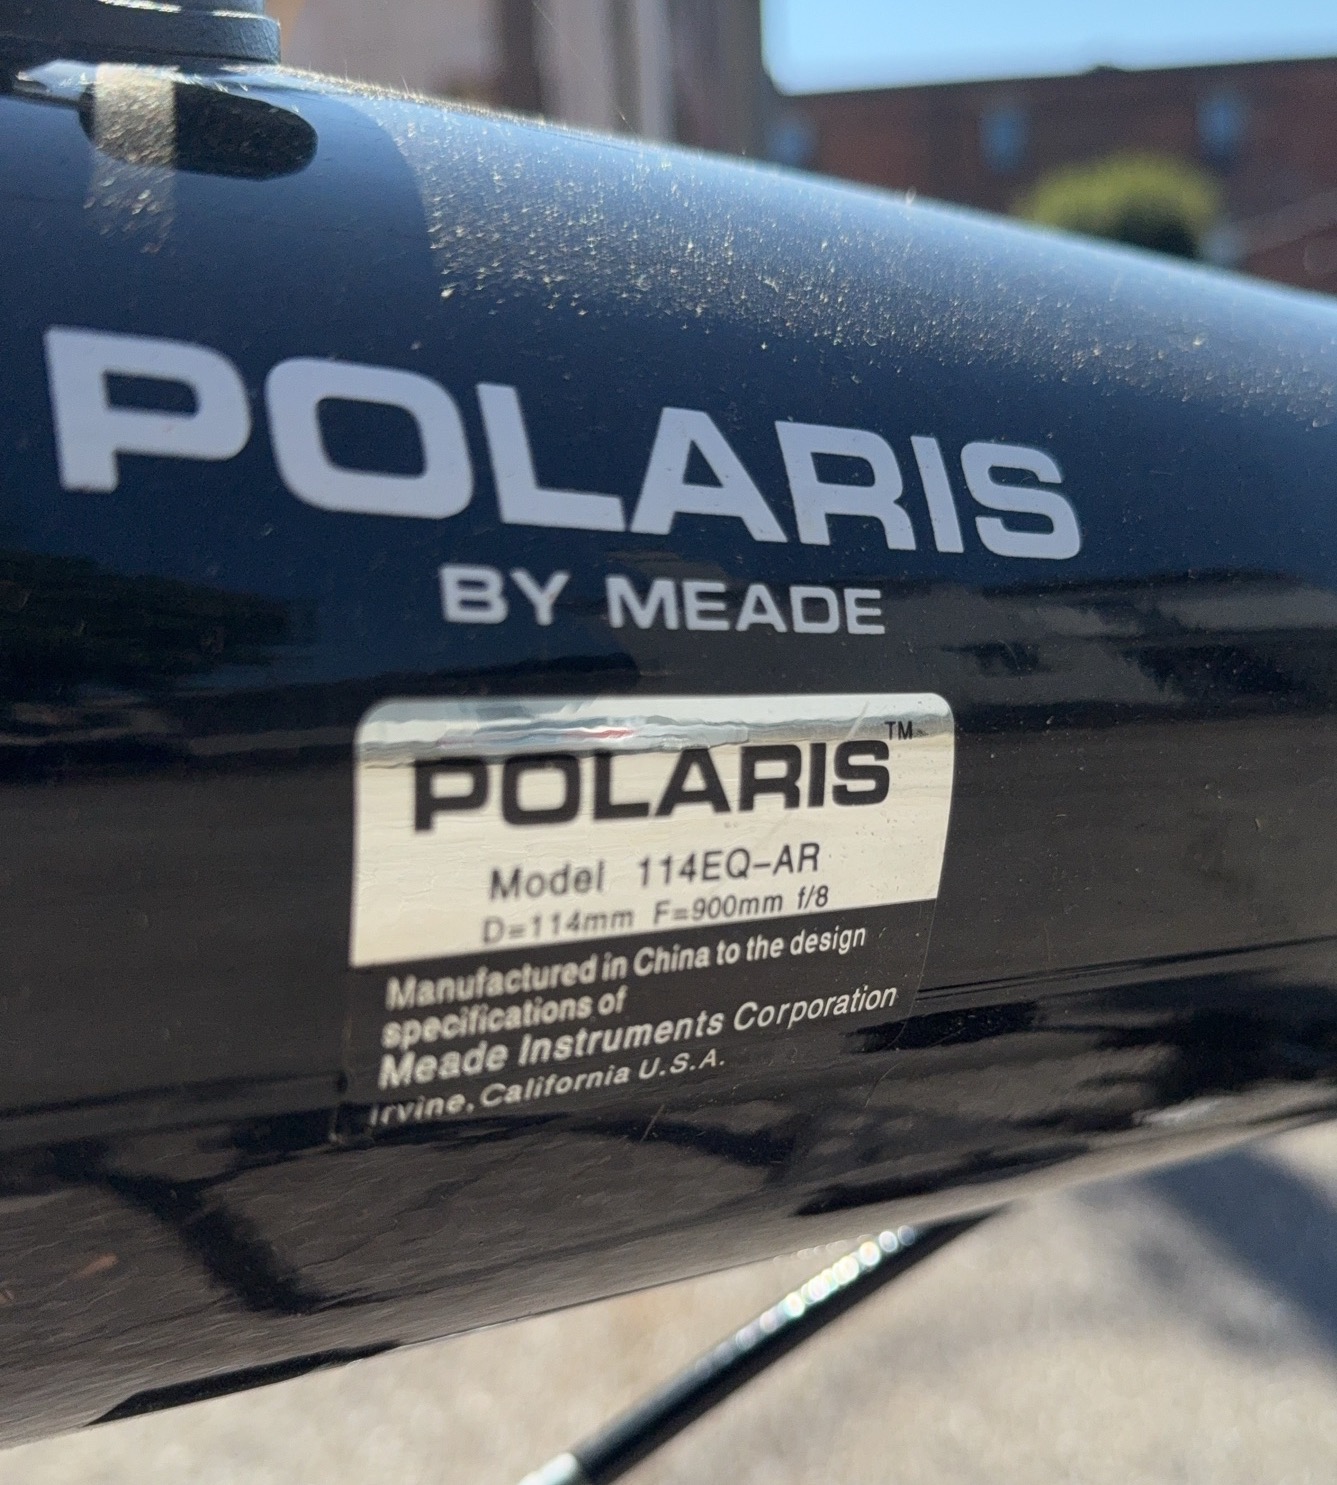 POLARIS
BY MEADE
POLARIS™
Model 114EQ-AR
D=114mm F=900mm f/8
Manufactured in China to the design
specifications of
Meade Instruments Corporation
Irvine, California U.S.A.